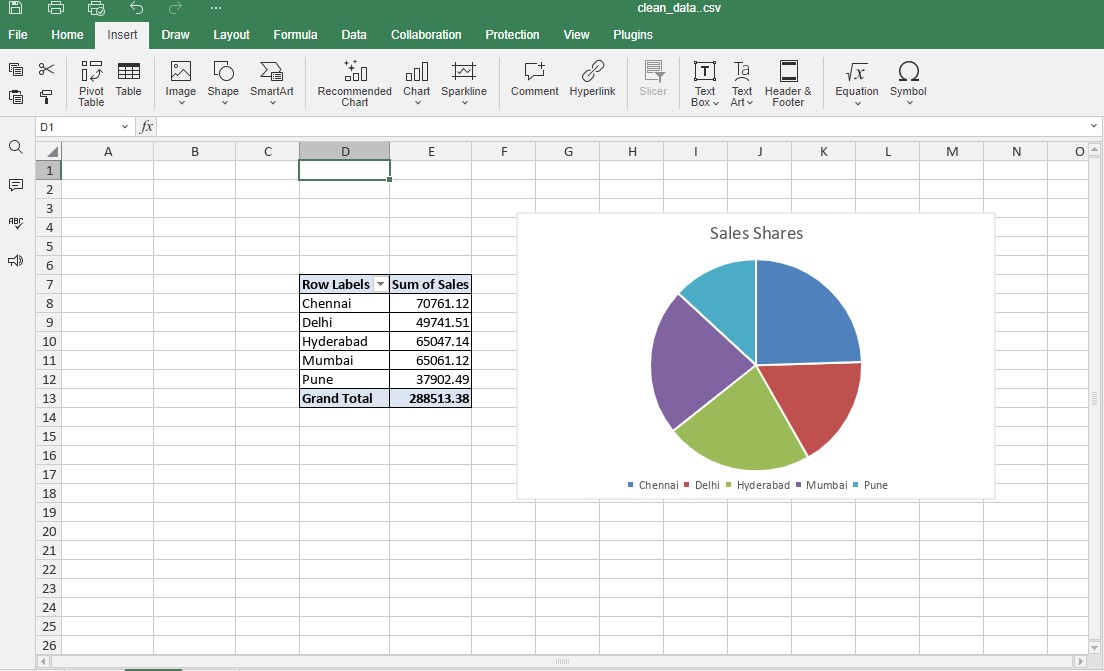 clean_data..csv
File Home Insert Draw Layout Formula Data Collaboration Protection View Plugins
Pivot Table
Table
Image
Shape
SmartArt
Recommended Chart
Chart
Sparkline
Comment
Hyperlink
Slicer
Text Box
Text Art
Header & Footer
Equation
Symbol
D1 fx
A B C D E F G H I J K L M N O
1
2
3
4
5
6
7 Row Labels Sum of Sales
8 Chennai 70761.12
9 Delhi 49741.51
10 Hyderabad 65047.14
11 Mumbai 65061.12
12 Pune 37902.49
13 Grand Total 288513.38
14
15
16
17
18
19
20
21
22
23
24
25
26
ABC
Sales Shares
Chennai Delhi Hyderabad Mumbai Pune